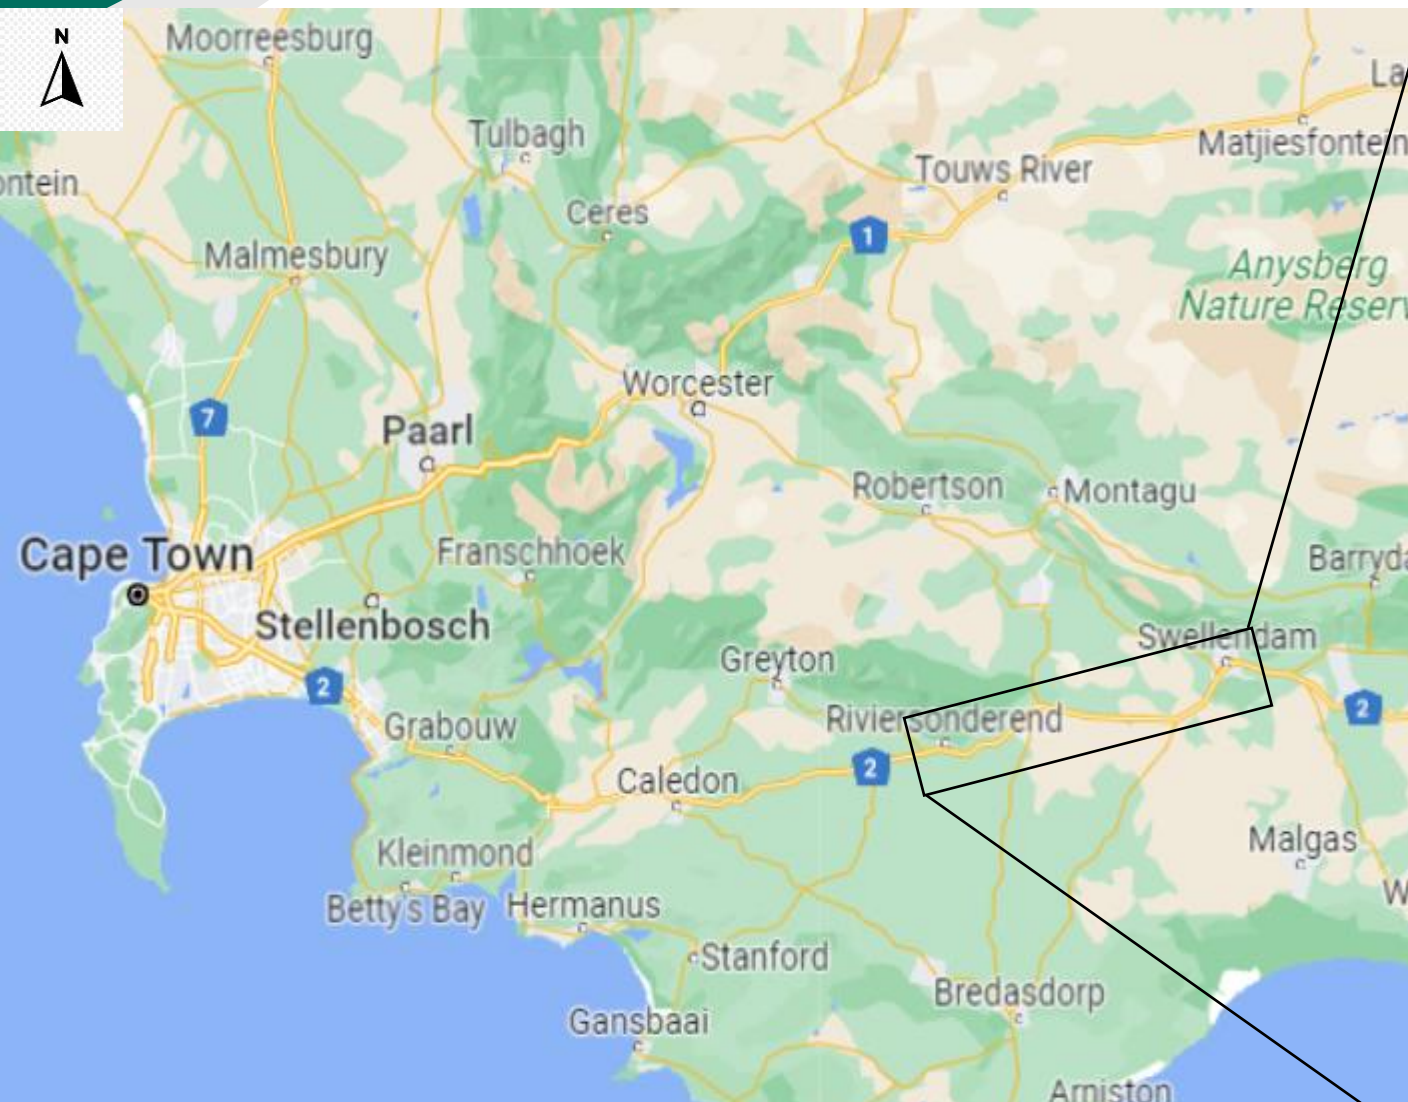 N
Moorreesburg
La
Tulbagh
Matjiesfontein
Touws River
ontein
Ceres
1
Malmesbury
Anysberg
Nature Reserv
Worcester
7
Paarl
Robertson
Montagu
Cape Town
Franschhoek
Barryda
Stellenbosch
Swellendam
Greyton
2
2
Riviersonderend
Grabouw
2
Caledon
Malgas
Kleinmond
W
Betty's Bay
Hermanus
Stanford
Bredasdorp
Gansbaai
Arniston